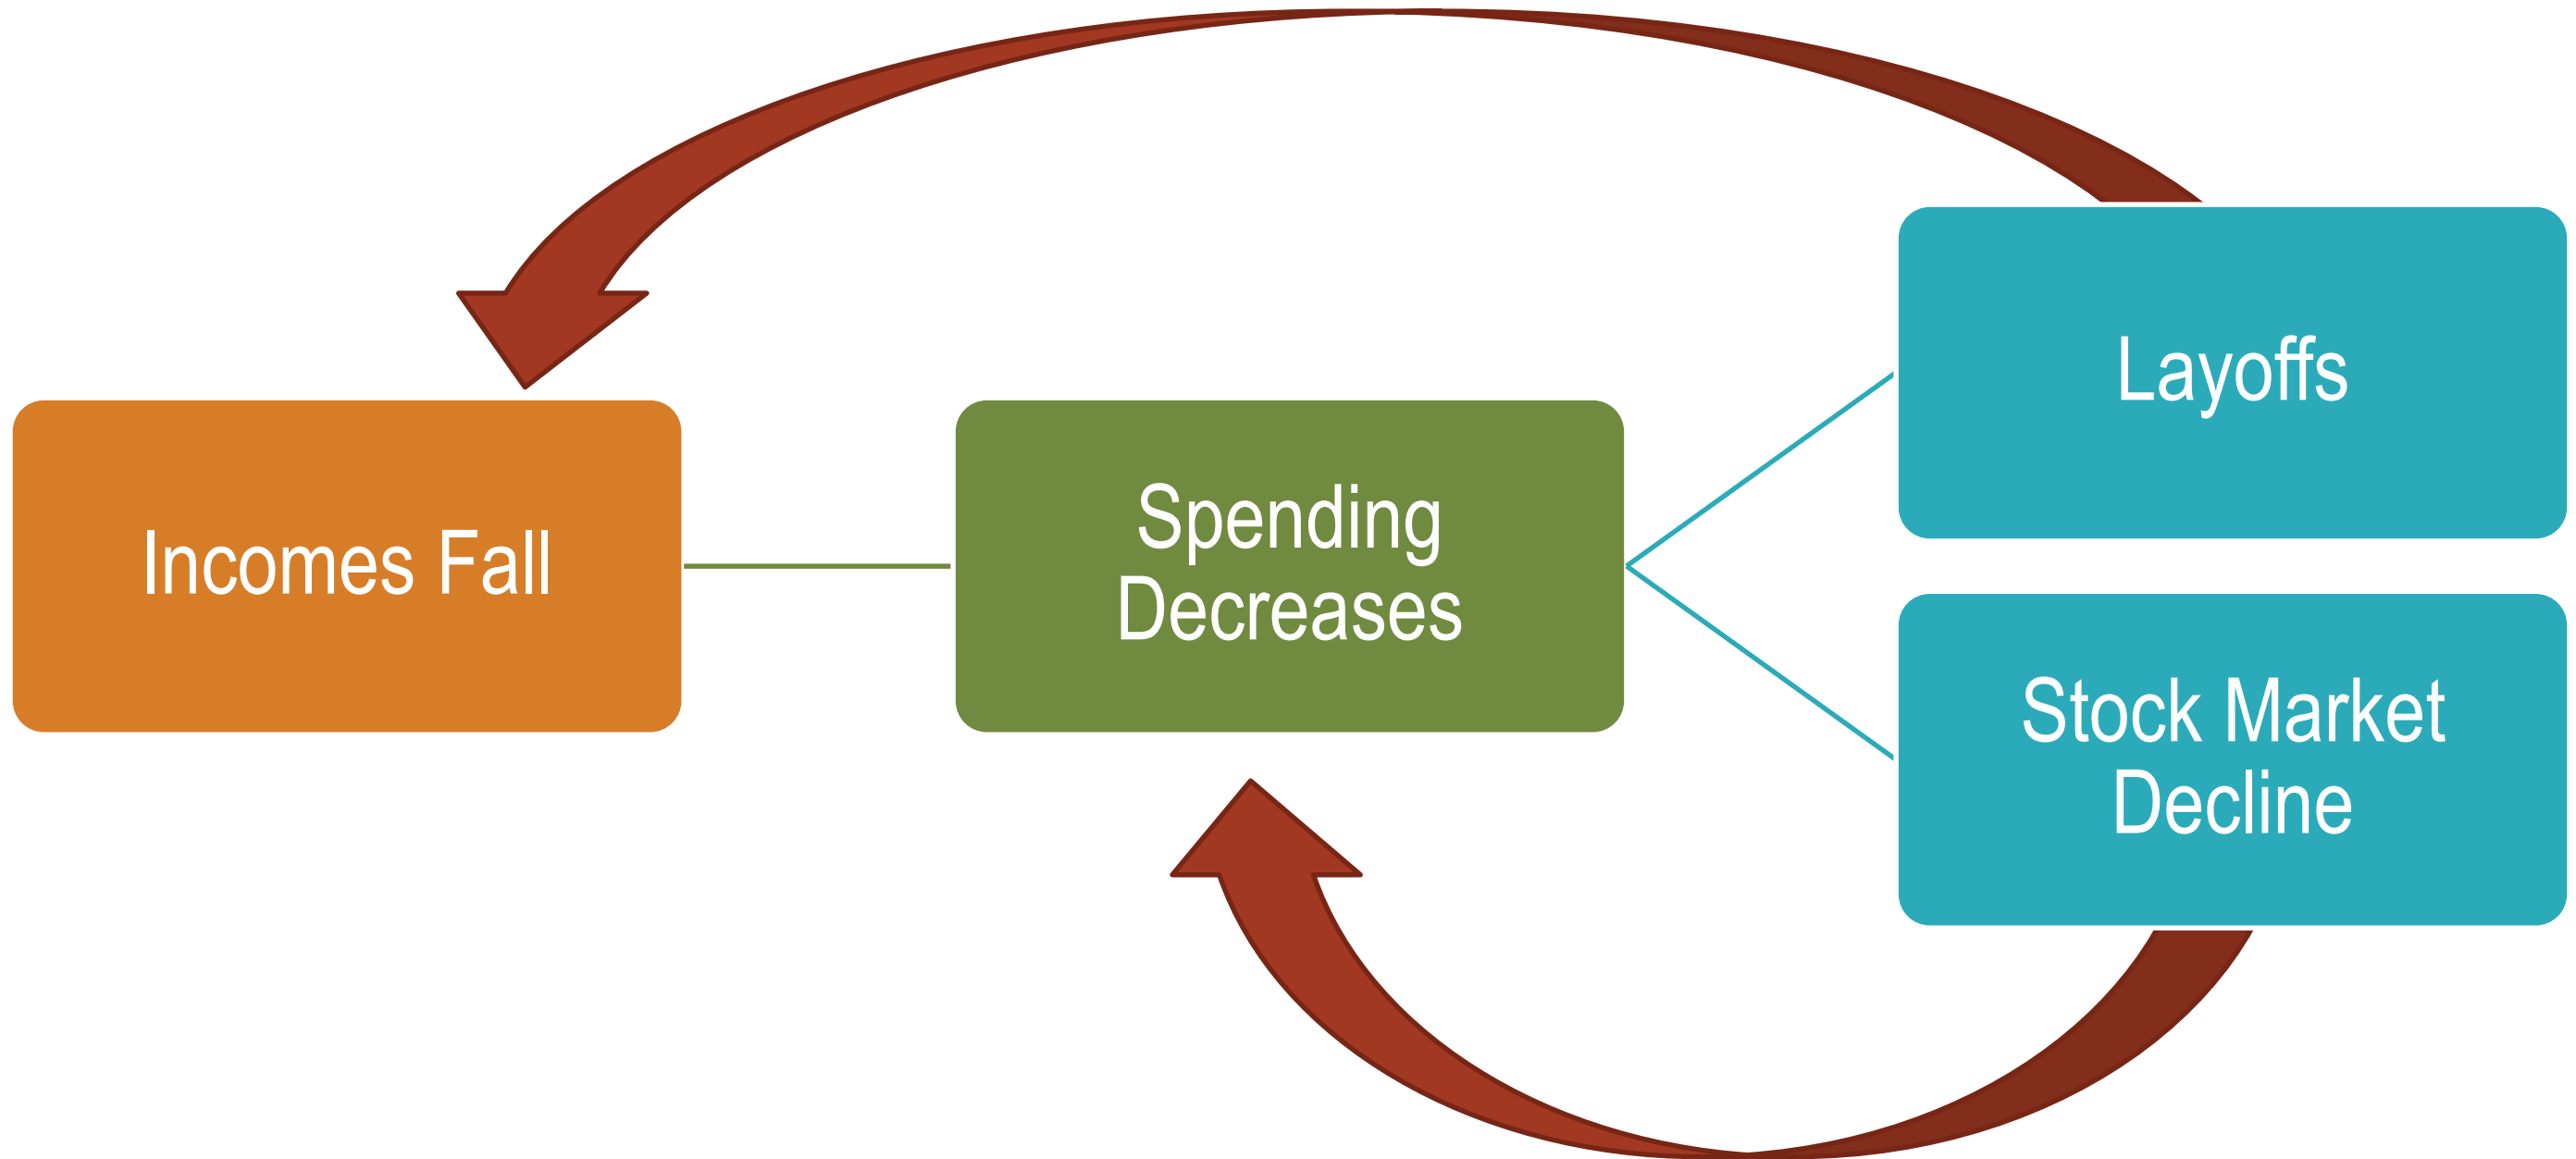 Incomes Fall
Spending
Decreases
Layoffs
Stock Market
Decline